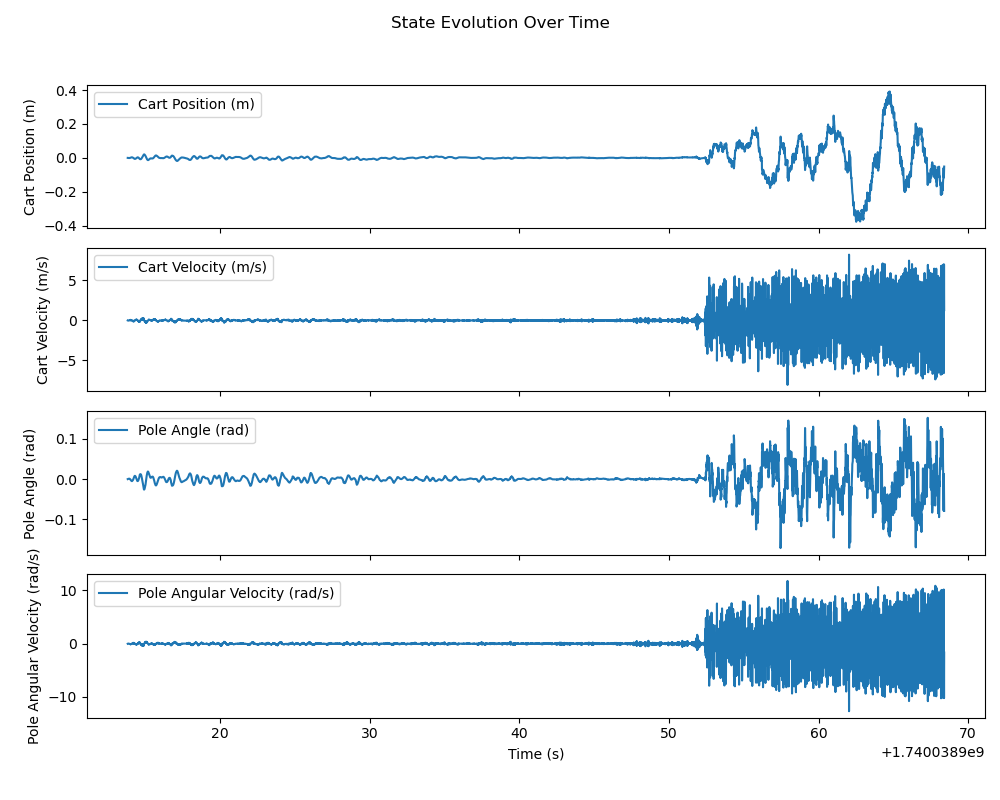 State Evolution Over Time
Cart Position (m)
Cart Position (m)
0.4
0.2
0.0
−0.2
−0.4
Cart Velocity (m/s)
Cart Velocity (m/s)
5
0
−5
Pole Angle (rad)
Pole Angle (rad)
0.1
0.0
−0.1
Pole Angular Velocity (rad/s)
Pole Angular Velocity (rad/s)
10
0
−10
20 30 40 50 60 70
Time (s)
+1.7400389e9